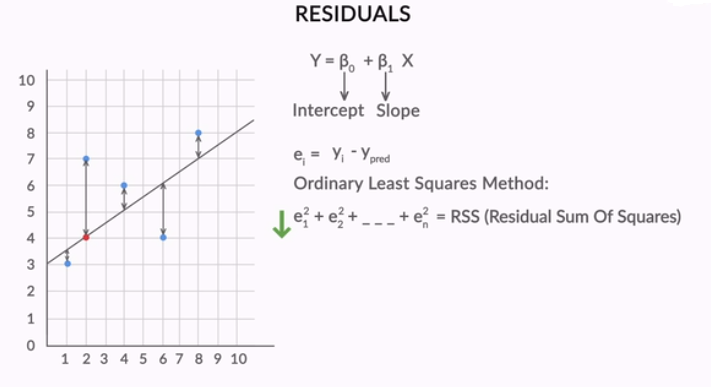 RESIDUALS
Y = β₀ + β₁ X
Intercept Slope
eᵢ = Yᵢ - Ypred
Ordinary Least Squares Method:
e₁² + e₂² + _ _ _ + eₙ² = RSS (Residual Sum Of Squares)
10
9
8
7
6
5
4
3
2
1
0
1 2 3 4 5 6 7 8 9 10